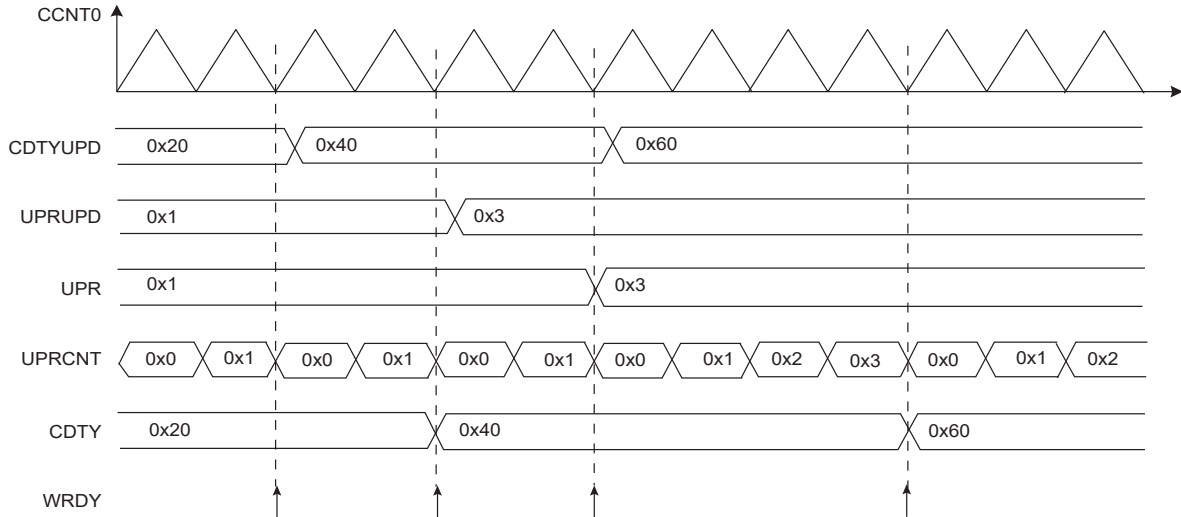 CCNT0
CDTYUPD 0x20 0x40 0x60
UPRUPD 0x1 0x3
UPR 0x1 0x3
UPRCNT 0x0 0x1 0x0 0x1 0x0 0x1 0x0 0x1 0x2 0x3 0x0 0x1 0x2
CDTY 0x20 0x40 0x60
WRDY